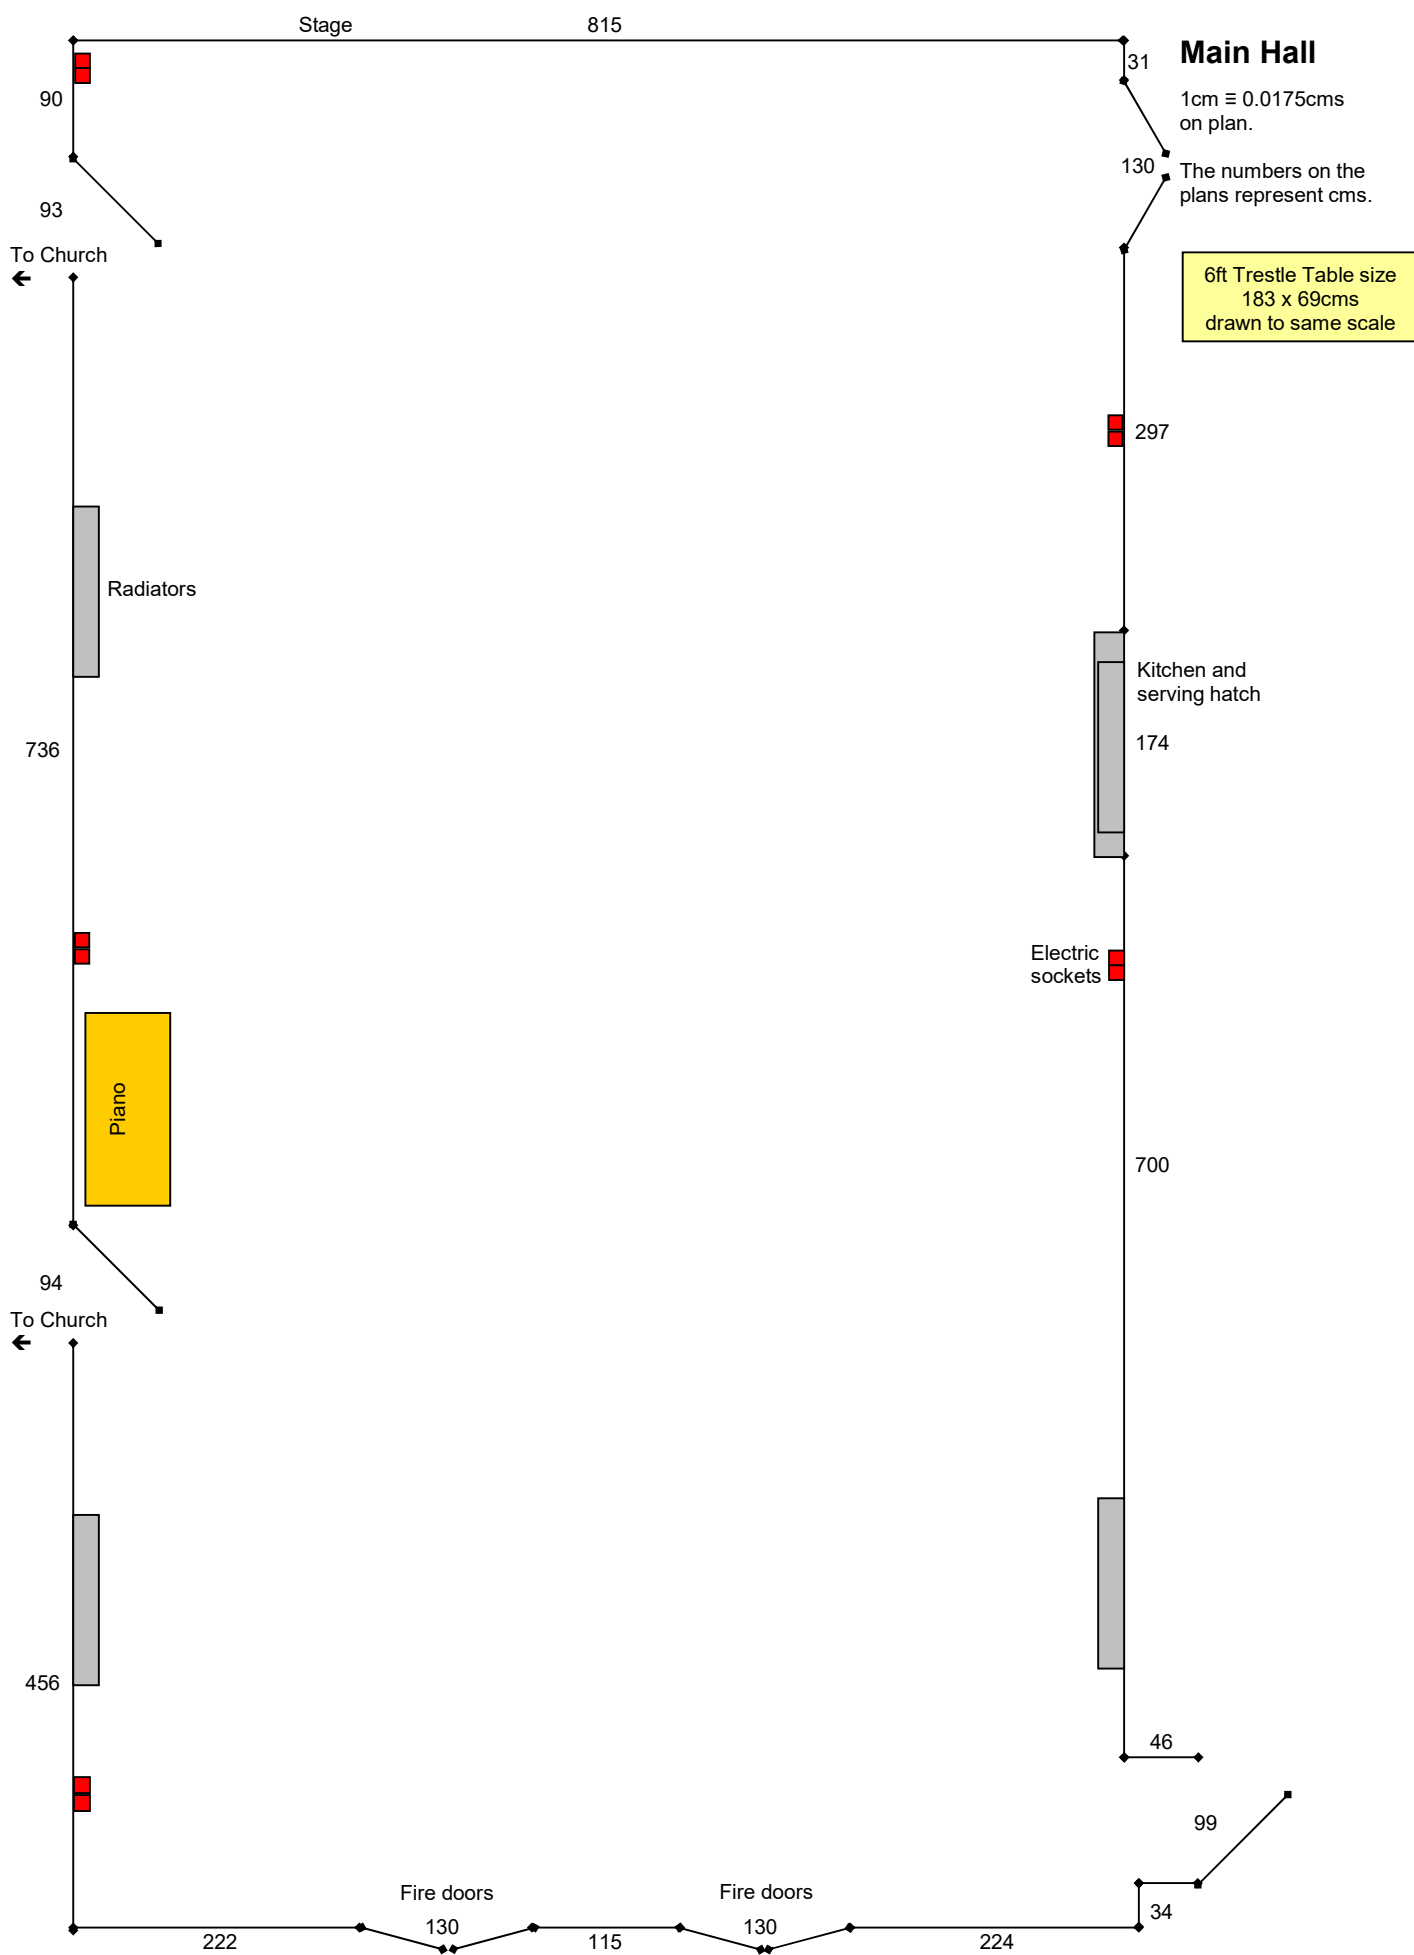 Stage 815
Main Hall
31
90
1cm ≡ 0.0175cms
on plan.
130
The numbers on the
plans represent cms.
93
To Church
←
6ft Trestle Table size
183 x 69cms
drawn to same scale
297
Radiators
Kitchen and
serving hatch
736
174
Electric
sockets
Piano
700
94
To Church
←
456
46
99
Fire doors
Fire doors
34
222
130
115
130
224